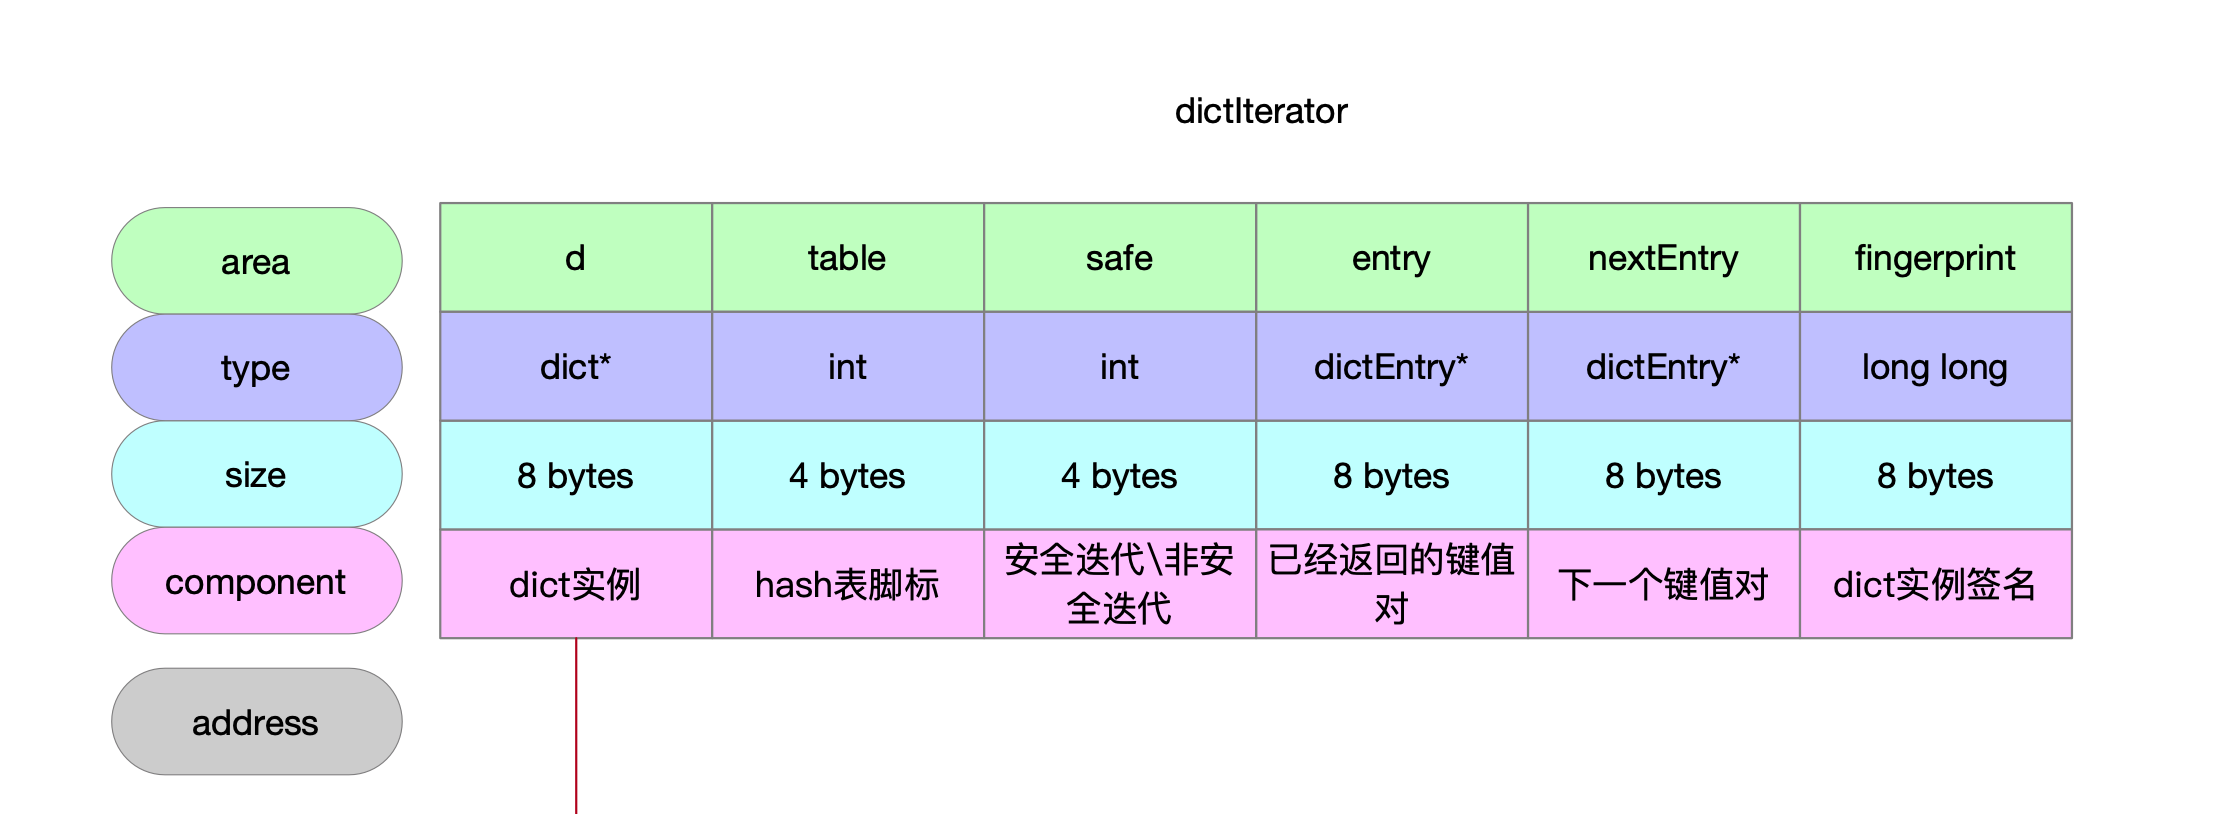 dictIterator
area
d
table
safe
entry
nextEntry
fingerprint
type
dict*
int
int
dictEntry*
dictEntry*
long long
size
8 bytes
4 bytes
4 bytes
8 bytes
8 bytes
8 bytes
component
dict实例
hash表脚标
安全迭代\非安
全迭代
已经返回的键值
对
下一个键值对
dict实例签名
address